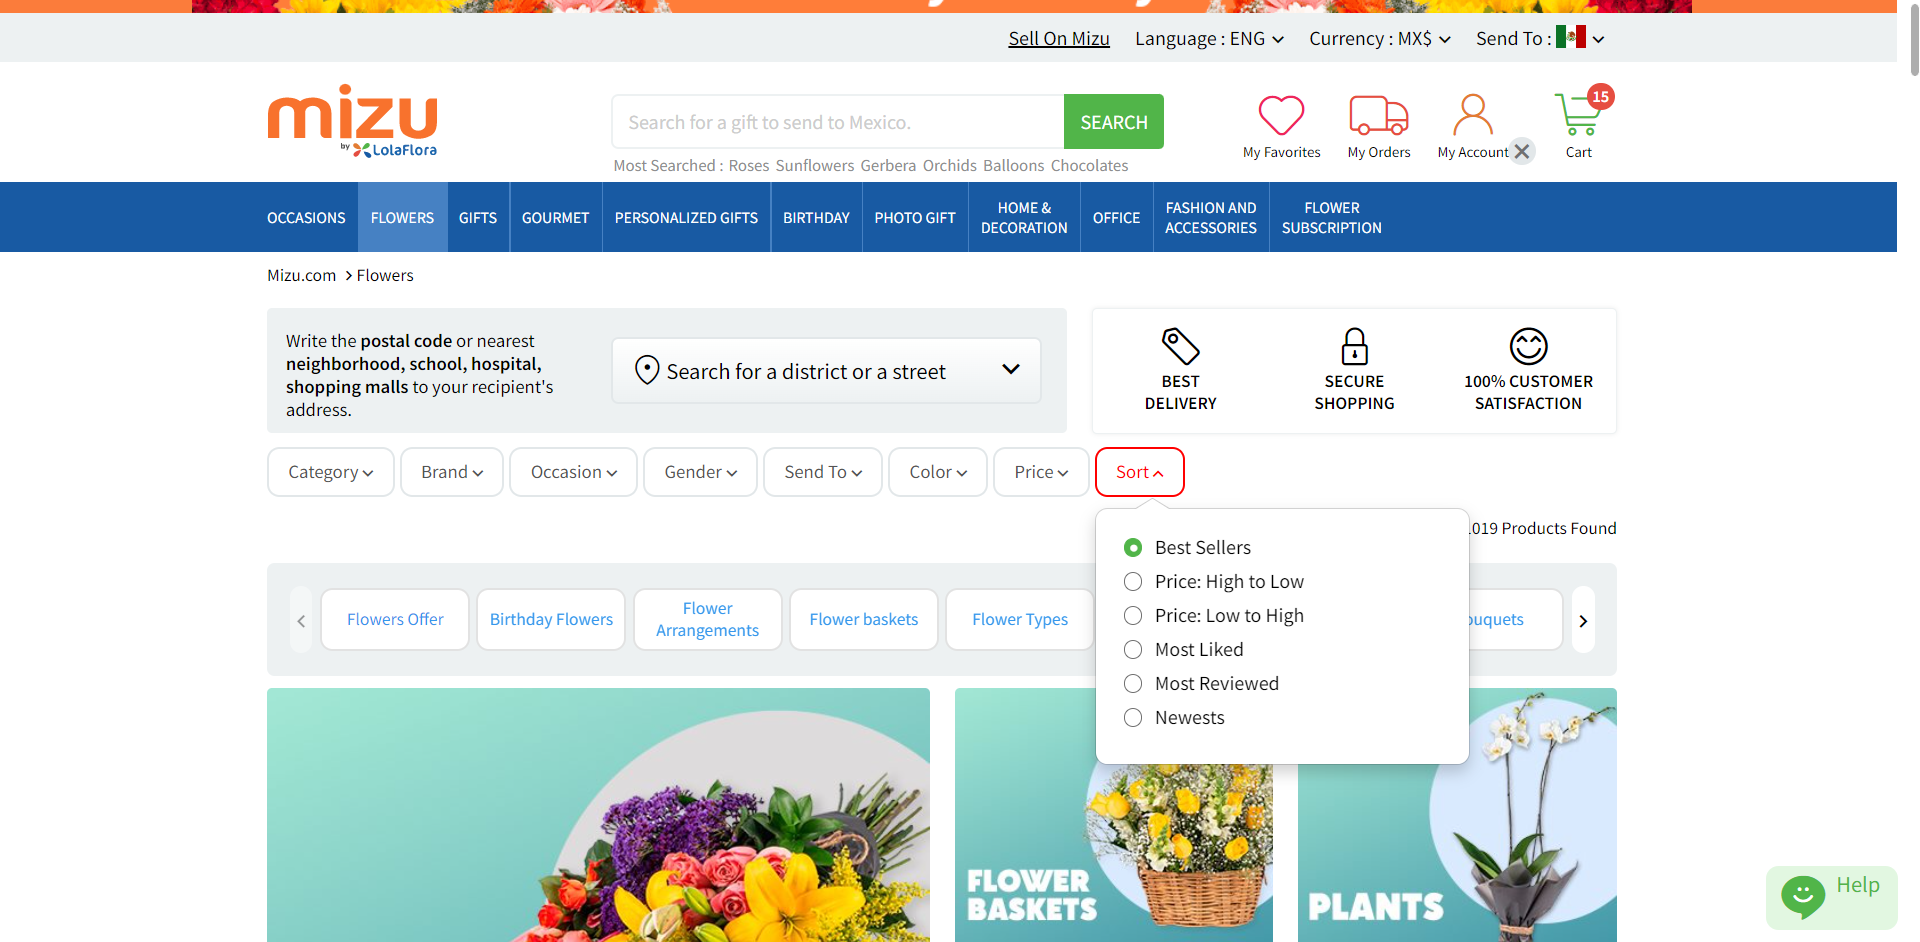 Sell On Mizu Language : ENG Currency : MX$ Send To :
mizu
by LolaFlora
Search for a gift to send to Mexico.
SEARCH
Most Searched : Roses Sunflowers Gerbera Orchids Balloons Chocolates
My Favorites
My Orders
My Account
15
Cart
OCCASIONS
FLOWERS
GIFTS
GOURMET
PERSONALIZED GIFTS
BIRTHDAY
PHOTO GIFT
HOME &
DECORATION
OFFICE
FASHION AND
ACCESSORIES
FLOWER
SUBSCRIPTION
Mizu.com > Flowers
Write the postal code or nearest
neighborhood, school, hospital,
shopping malls to your recipient's
address.
Search for a district or a street
BEST
DELIVERY
SECURE
SHOPPING
100% CUSTOMER
SATISFACTION
Category
Brand
Occasion
Gender
Send To
Color
Price
Sort
019 Products Found
Best Sellers
Price: High to Low
Price: Low to High
Most Liked
Most Reviewed
Newests
Flowers Offer
Birthday Flowers
Flower
Arrangements
Flower baskets
Flower Types
uquets
FLOWER
BASKETS
PLANTS
Help